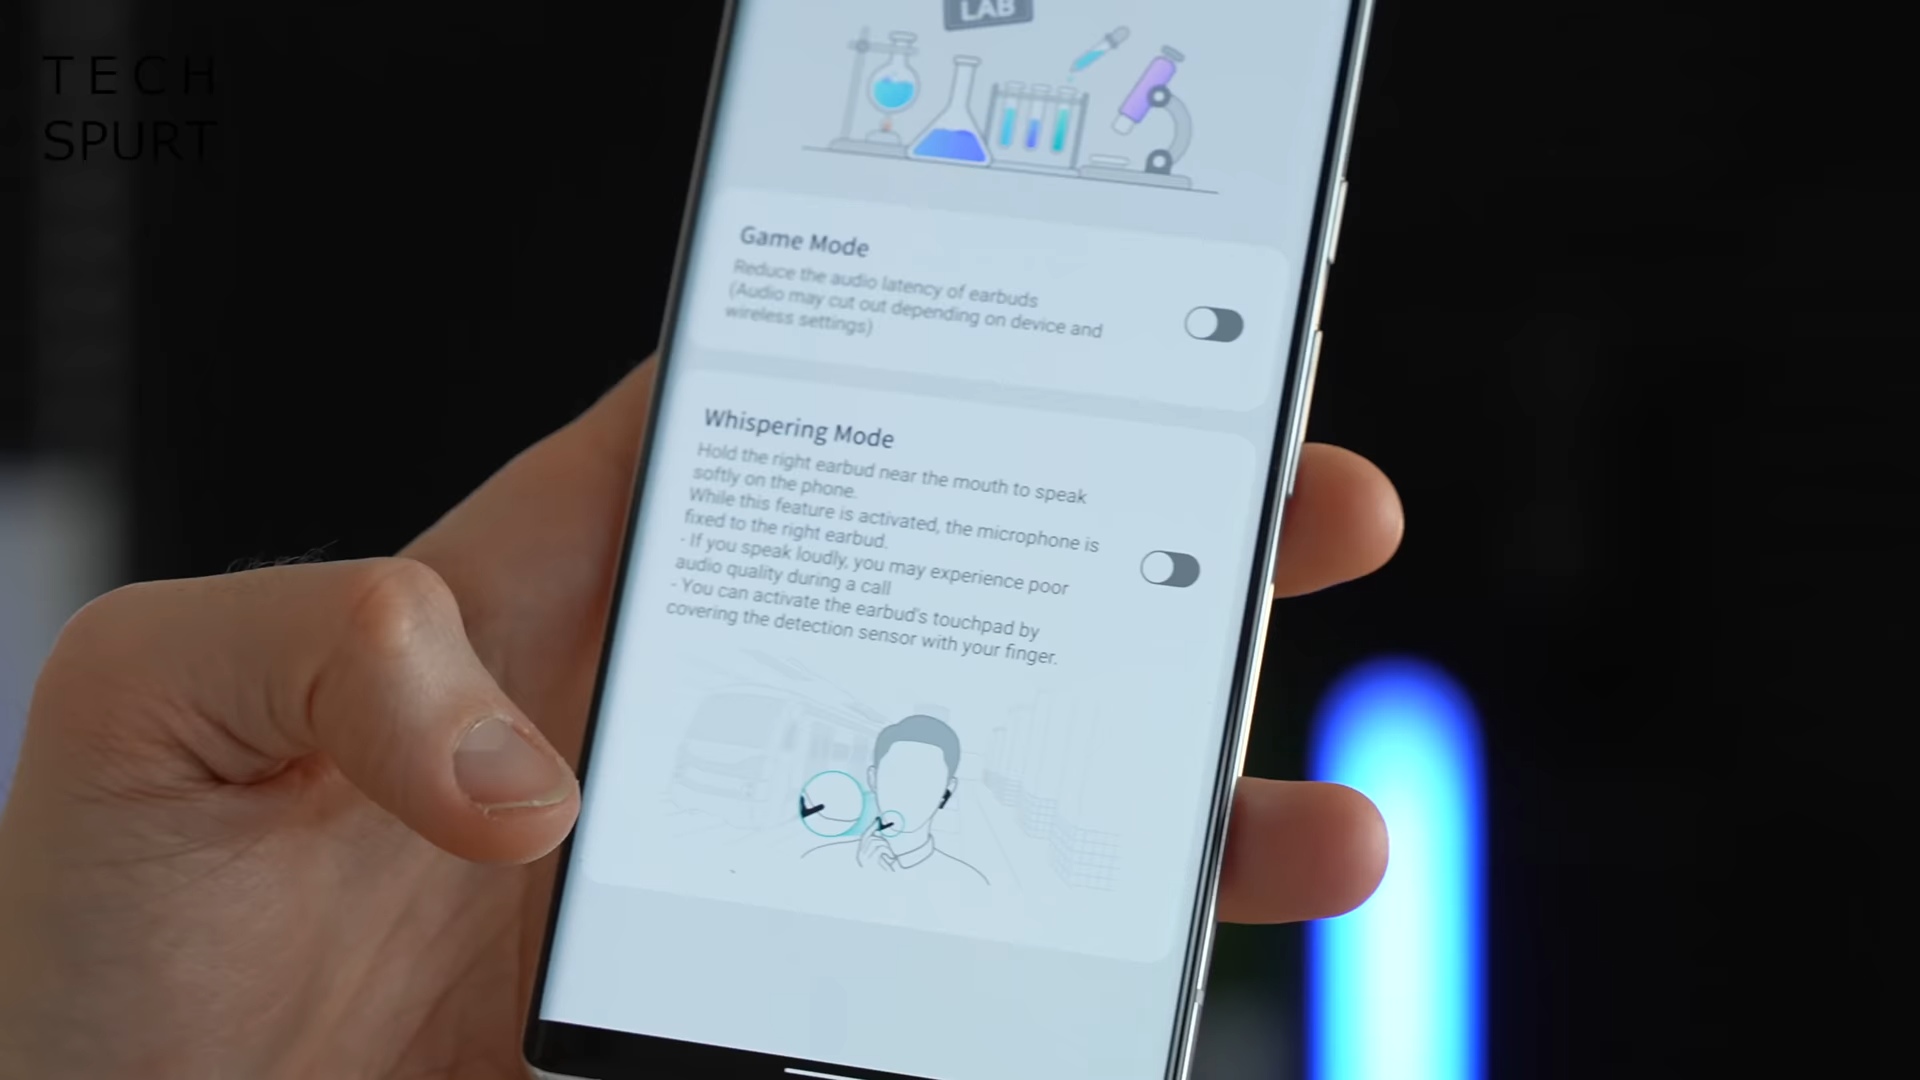 TECH
SPURT
LAB
Game Mode
Reduce the audio latency of earbuds
(Audio may cut out depending on device and
wireless settings)
Whispering Mode
Hold the right earbud near the mouth to speak
softly on the phone.
While this feature is activated, the microphone is
fixed to the right earbud.
- If you speak loudly, you may experience poor
audio quality during a call
- You can activate the earbud's touchpad by
covering the detection sensor with your finger.